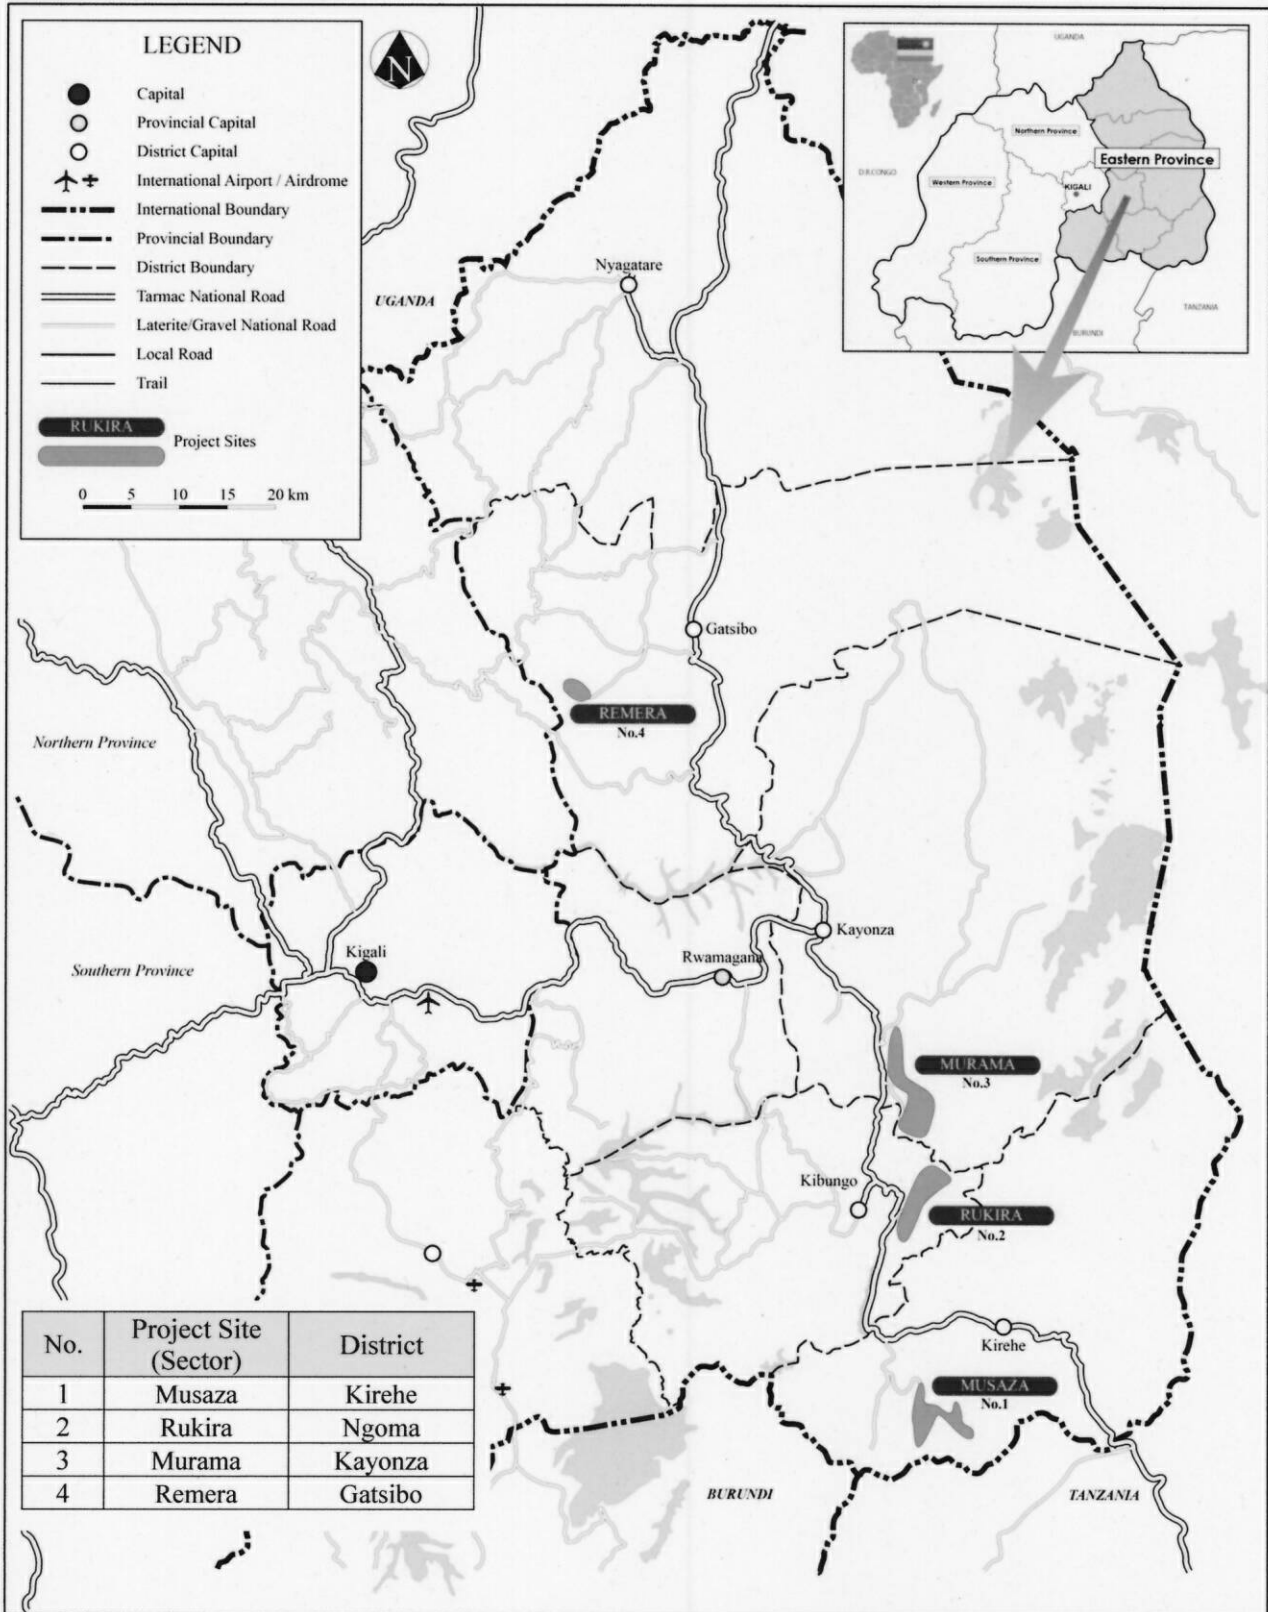 LEGEND
Capital
Provincial Capital
District Capital
International Airport / Airdrome
International Boundary
Provincial Boundary
District Boundary
Tarmac National Road
Laterite/Gravel National Road
Local Road
Trail
RUKIRA
Project Sites
0 5 10 15 20 km
N
UGANDA
Northern Province
Eastern Province
D.R.CONGO
Western Province
KIGALI
Southern Province
TANZANIA
BURUNDI
UGANDA
Nyagatare
Gatsibo
REMERA
No.4
Northern Province
Kayonza
Kigali
Rwamagana
Southern Province
MURAMA
No.3
Kibungo
RUKIRA
No.2
Kirehe
MUSAZA
No.1
BURUNDI
TANZANIA
No. Project Site (Sector) District
1 Musaza Kirehe
2 Rukira Ngoma
3 Murama Kayonza
4 Remera Gatsibo